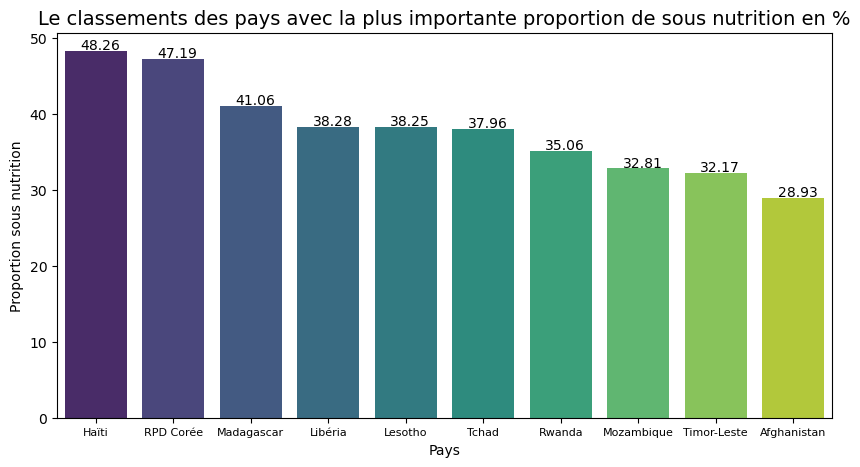 Le classements des pays avec la plus importante proportion de sous nutrition en %
Proportion sous nutrition
50
40
30
20
10
0
48.26
47.19
41.06
38.28
38.25
37.96
35.06
32.81
32.17
28.93
Haïti
RPD Corée
Madagascar
Libéria
Lesotho
Tchad
Rwanda
Mozambique
Timor-Leste
Afghanistan
Pays